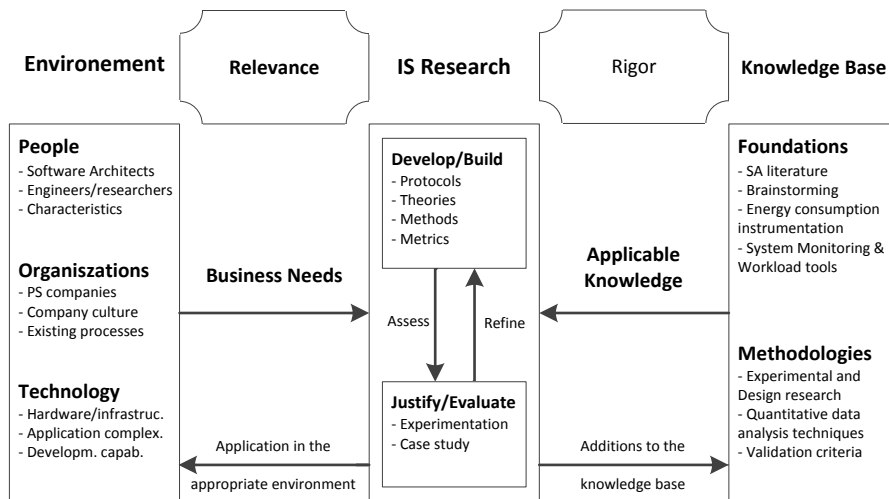 Environement
Relevance
IS Research
Rigor
Knowledge Base
People
- Software Architects
- Engineers/researchers
- Characteristics
Organiszations
- PS companies
- Company culture
- Existing processes
Technology
- Hardware/infrastruc.
- Application complex.
- Developm. capab.
Business Needs
Application in the
appropriate environment
Develop/Build
- Protocols
- Theories
- Methods
- Metrics
Assess
Refine
Justify/Evaluate
- Experimentation
- Case study
Applicable
Knowledge
Additions to the
knowledge base
Foundations
- SA literature
- Brainstorming
- Energy consumption
instrumentation
- System Monitoring &
Workload tools
Methodologies
- Experimental and
Design research
- Quantitative data
analysis techniques
- Validation criteria